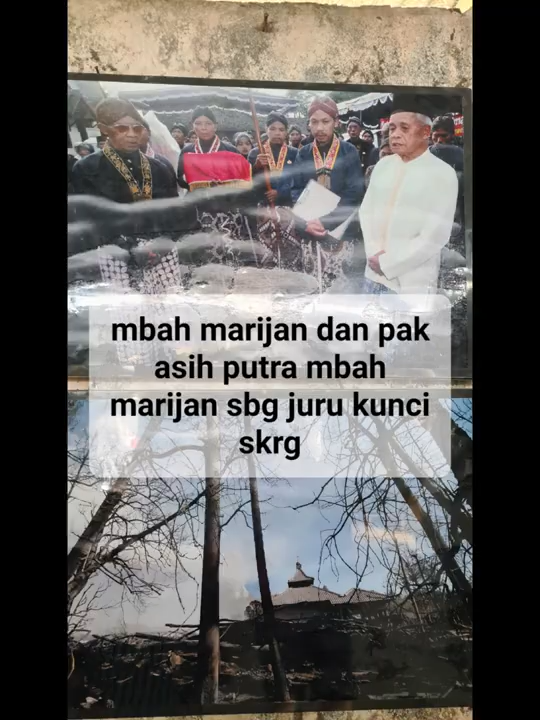 mbah marijan dan pak
asih putra mbah
marijan sbg juru kunci
skrg